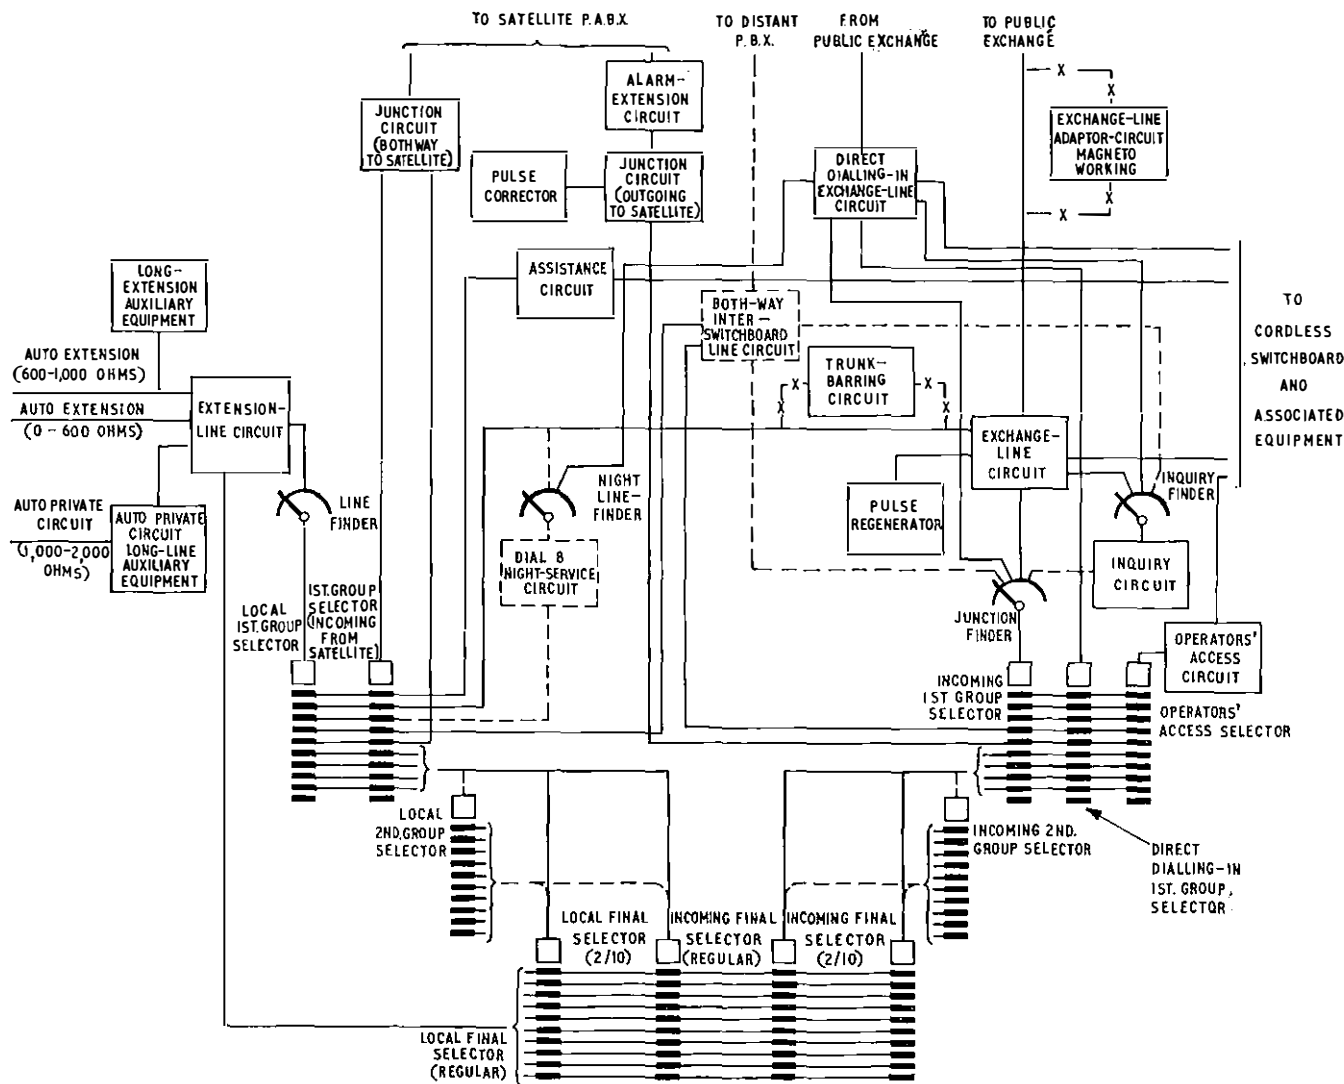 TO SATELLITE P.A.B.X.
TO DISTANT
P.B.X.
FROM
PUBLIC EXCHANGE
TO PUBLIC
EXCHANGE
ALARM-
EXTENSION
CIRCUIT
JUNCTION
CIRCUIT
(BOTHWAY
TO SATELLITE)
PULSE
CORRECTOR
JUNCTION
CIRCUIT
(OUTGOING
TO SATELLITE)
DIRECT
DIALLING-IN
EXCHANGE-LINE
CIRCUIT
X
X
EXCHANGE-LINE
ADAPTOR-CIRCUIT
MAGNETO
WORKING
X
X
LONG-
EXTENSION
AUXILIARY
EQUIPMENT
ASSISTANCE
CIRCUIT
BOTH-WAY
INTER-
SWITCHBOARD
LINE CIRCUIT
TO
CORDLESS
SWITCHBOARD
AND
ASSOCIATED
EQUIPMENT
AUTO EXTENSION
(600-1,000 OHMS)
AUTO EXTENSION
(0-600 OHMS)
EXTENSION-
LINE CIRCUIT
X
X
TRUNK-
BARRING
CIRCUIT
X
X
EXCHANGE-
LINE
CIRCUIT
AUTO PRIVATE
CIRCUIT
(1,000-2,000
OHMS)
AUTO PRIVATE
CIRCUIT
LONG-LINE
AUXILIARY
EQUIPMENT
LINE
FINDER
NIGHT
LINE-
FINDER
PULSE
REGENERATOR
INQUIRY
FINDER
DIAL 8
NIGHT-SERVICE
CIRCUIT
INQUIRY
CIRCUIT
LOCAL
1ST. GROUP
SELECTOR
1ST. GROUP
SELECTOR
(INCOMING
FROM
SATELLITE)
JUNCTION
FINDER
OPERATORS'
ACCESS
CIRCUIT
INCOMING
1ST GROUP
SELECTOR
OPERATORS'
ACCESS SELECTOR
LOCAL
2ND. GROUP
SELECTOR
INCOMING 2ND.
GROUP SELECTOR
DIRECT
DIALLING-IN
1ST. GROUP,
SELECTOR
LOCAL FINAL
SELECTOR
(2/10)
INCOMING FINAL
SELECTOR
(REGULAR)
INCOMING FINAL
SELECTOR
(2/10)
LOCAL FINAL
SELECTOR
(REGULAR)